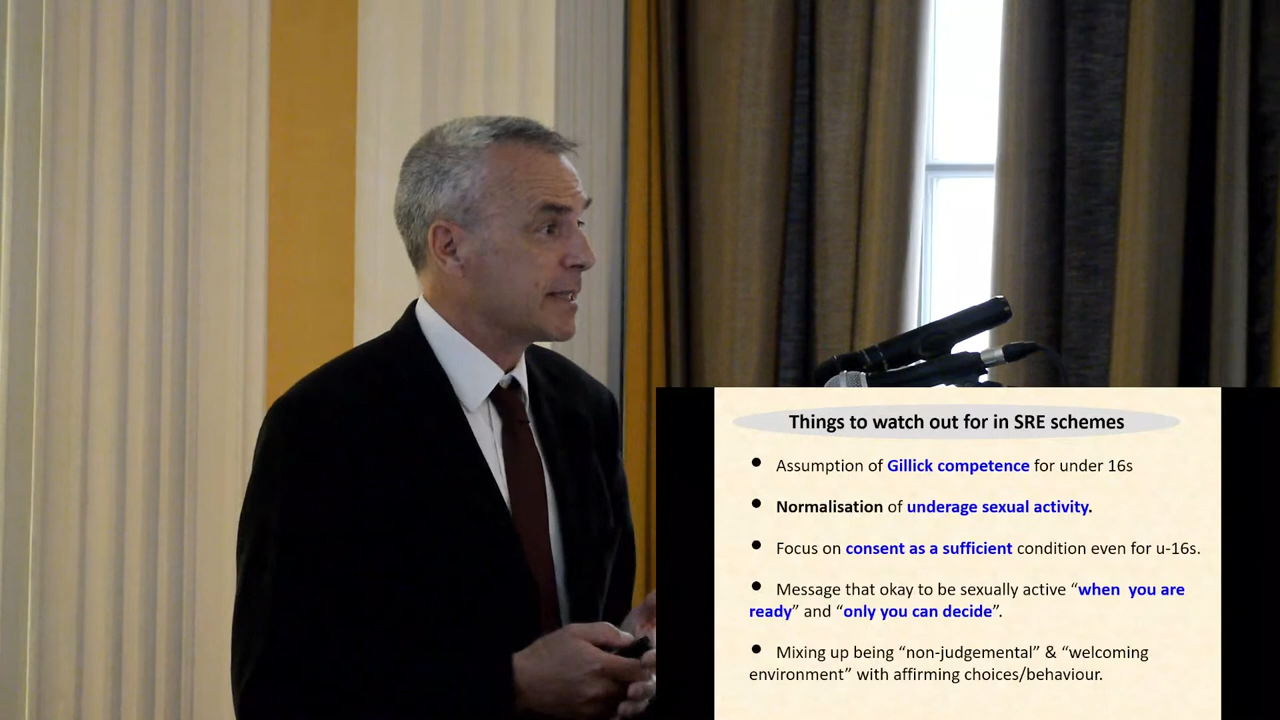 Things to watch out for in SRE schemes
● Assumption of Gillick competence for under 16s
● Normalisation of underage sexual activity.
● Focus on consent as a sufficient condition even for u-16s.
● Message that okay to be sexually active “when you are
ready” and “only you can decide”.
● Mixing up being “non-judgemental” & “welcoming
environment” with affirming choices/behaviour.